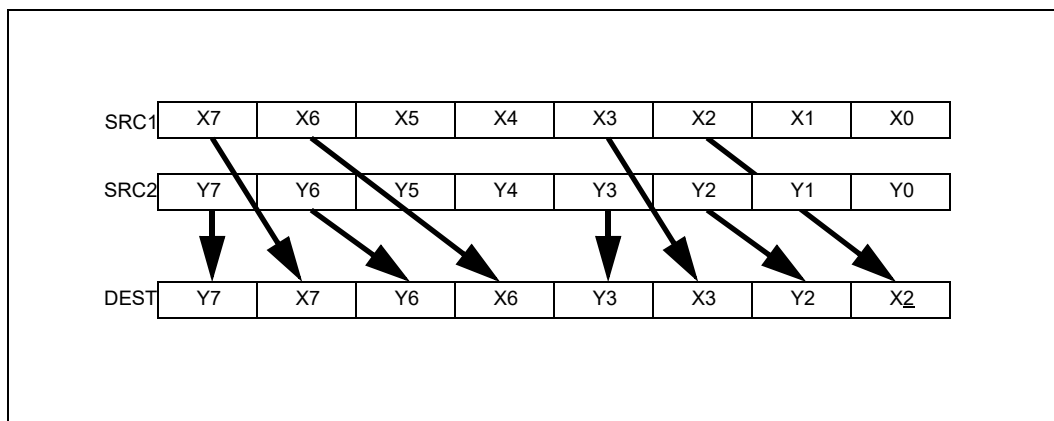 SRC1 X7 X6 X5 X4 X3 X2 X1 X0
SRC2 Y7 Y6 Y5 Y4 Y3 Y2 Y1 Y0
DEST Y7 X7 Y6 X6 Y3 X3 Y2 X2